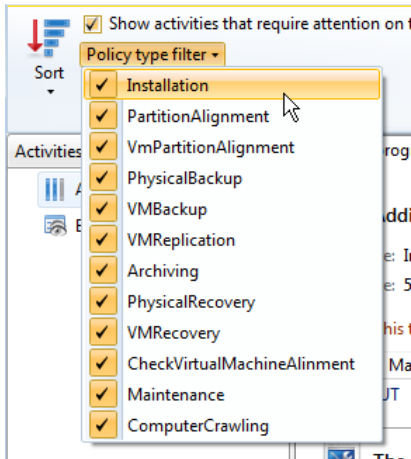 Show activities that require attention on
Policy type filter
Sort
Installation
PartitionAlignment
Activities
VmPartitionAlignment
PhysicalBackup
VMBackup
VMReplication
Archiving
PhysicalRecovery
VMRecovery
CheckVirtualMachineAlinment
Maintenance
ComputerCrawling